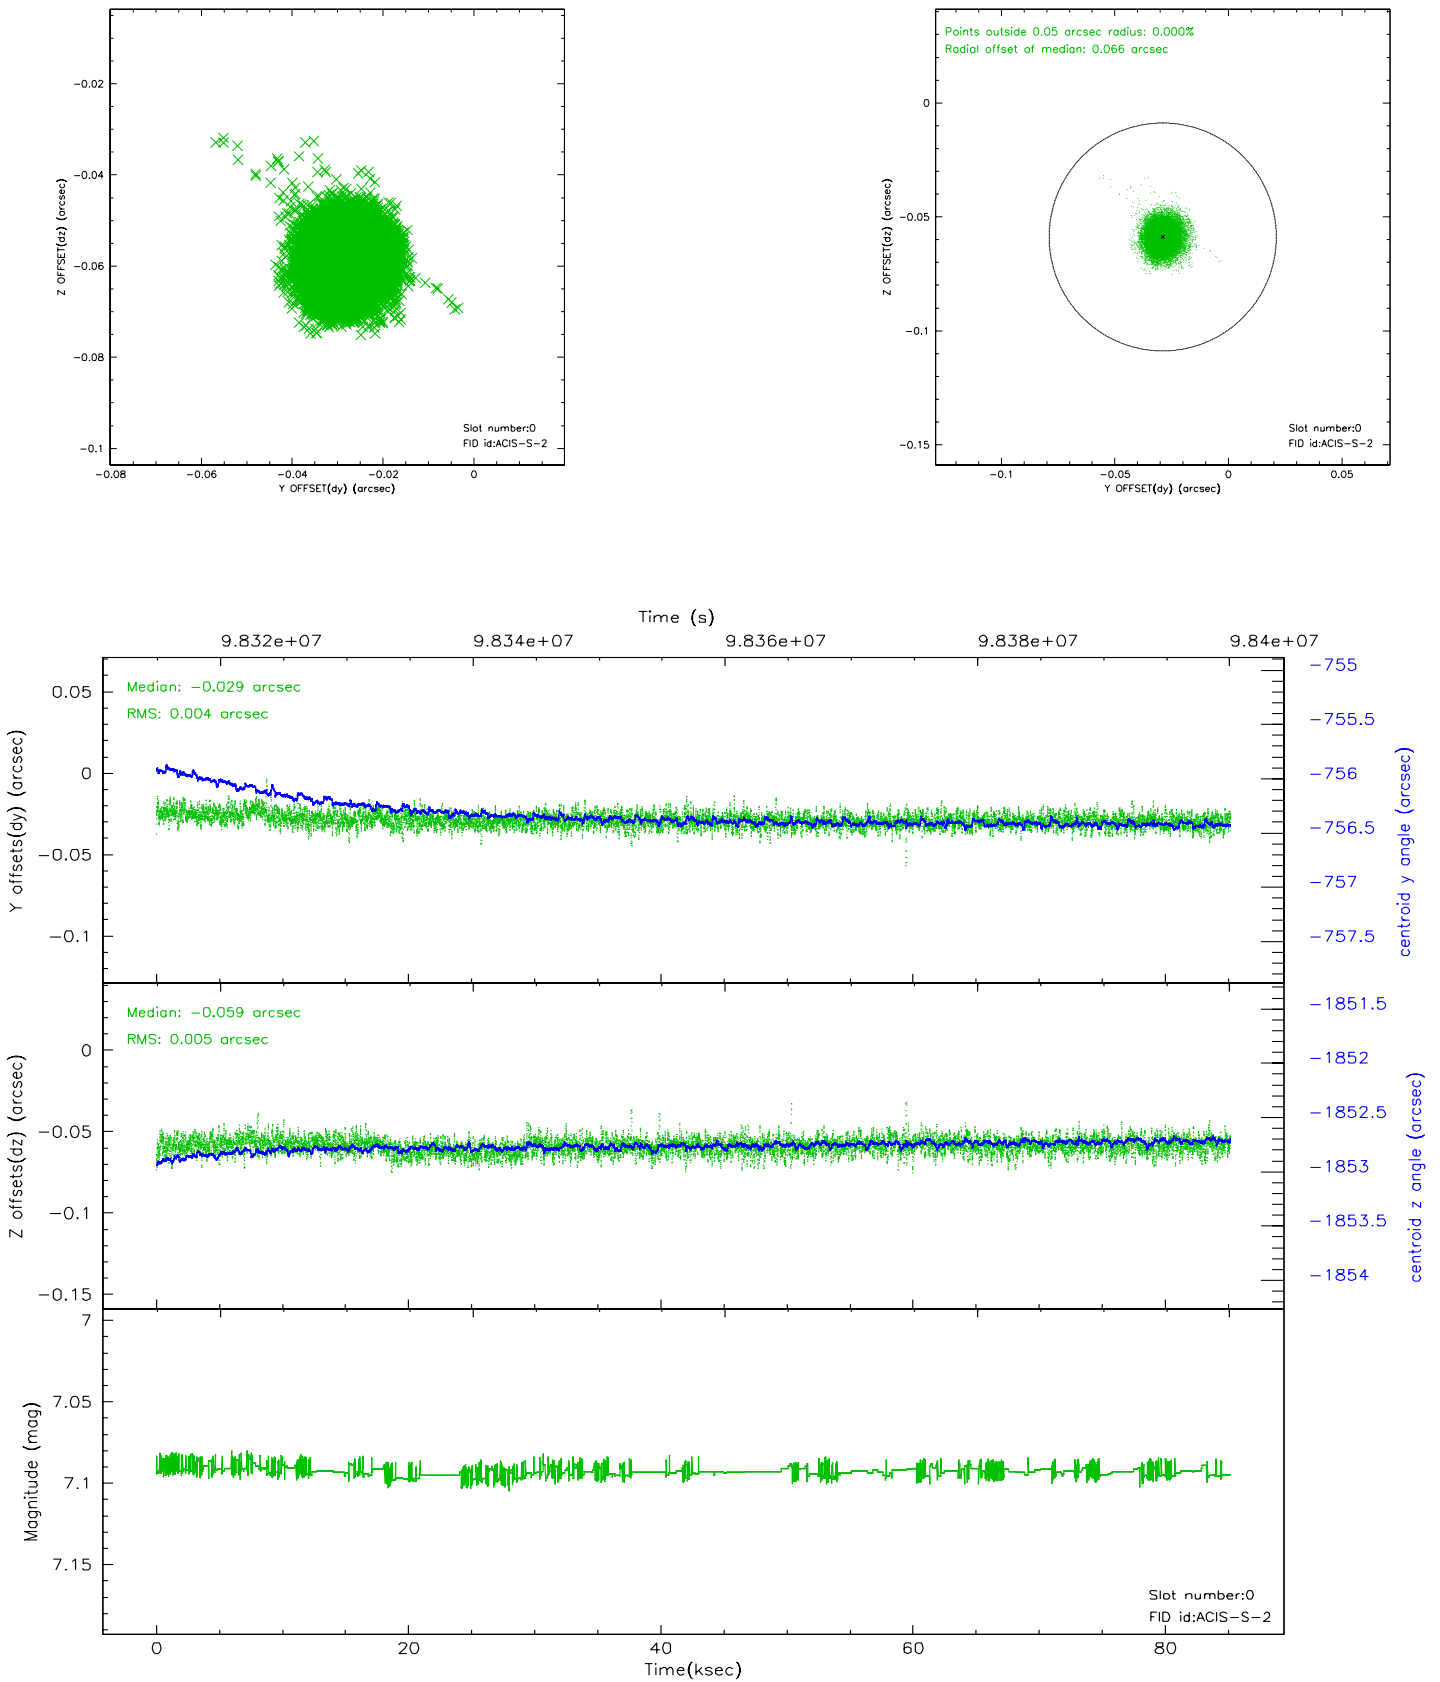 −0.02
−0.04
−0.06
−0.08
−0.1
Z OFFSET(dz) (arcsec)
Slot number:0
FID id:ACIS−S−2
−0.08 −0.06 −0.04 −0.02 0
Y OFFSET(dy) (arcsec)
Points outside 0.05 arcsec radius: 0.000%
Radial offset of median: 0.066 arcsec
0
−0.05
−0.1
−0.15
Z OFFSET(dz) (arcsec)
Slot number:0
FID id:ACIS−S−2
−0.1 −0.05 0 0.05
Y OFFSET(dy) (arcsec)
Time (s)
9.832e+07 9.834e+07 9.836e+07 9.838e+07 9.84e+07
Median: −0.029 arcsec
RMS: 0.004 arcsec
0.05
0
−0.05
−0.1
Y offsets(dy) (arcsec)
−755
−755.5
−756
−756.5
−757
−757.5
centroid y angle (arcsec)
Median: −0.059 arcsec
RMS: 0.005 arcsec
0
−0.05
−0.1
−0.15
Z offsets(dz) (arcsec)
−1851.5
−1852
−1852.5
−1853
−1853.5
−1854
centroid z angle (arcsec)
7
7.05
7.1
7.15
Magnitude (mag)
Slot number:0
FID id:ACIS−S−2
0 20 40 60 80
Time(ksec)